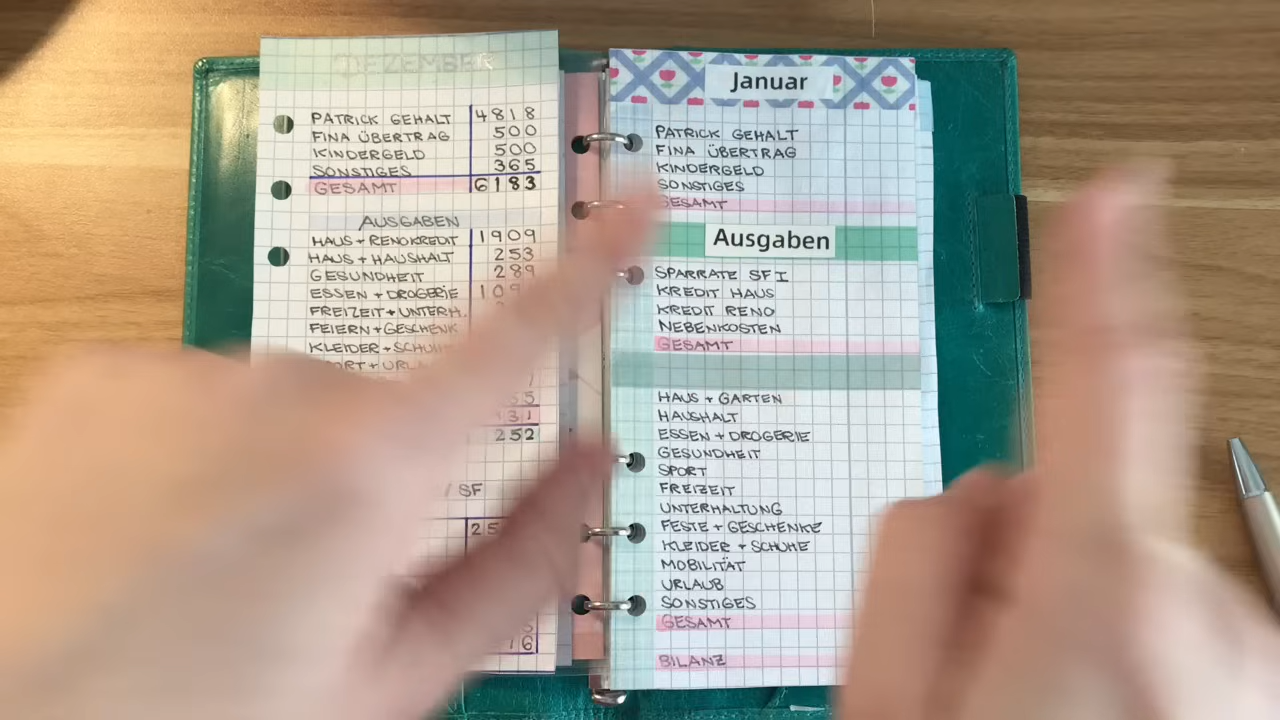 DEZEMBER
PATRICK GEHALT 4818
FINA ÜBERTRAG 500
KINDERGELD 500
SONSTIGES 365
GESAMT 6183
AUSGABEN
HAUS + RENOKREDIT 1909
HAUS + HAUSHALT 253
GESUNDHEIT 289
ESSEN + DROGERIE
FREIZEIT + UNTERH.
FEIERN + GESCHENK
KLEIDER +
252
SF
Januar
PATRICK GEHALT
FINA ÜBERTRAG
KINDERGELD
SONSTIGES
GESAMT
Ausgaben
SPARRATE SF I
KREDIT HAUS
KREDIT RENO
NEBENKOSTEN
GESAMT
HAUS + GARTEN
HAUSHALT
ESSEN + DROGERIE
GESUNDHEIT
SPORT
FREIZEIT
UNTERHALTUNG
FESTE + GESCHENKE
KLEIDER + SCHUHE
MOBILITÄT
URLAUB
SONSTIGES
GESAMT
BILANZ